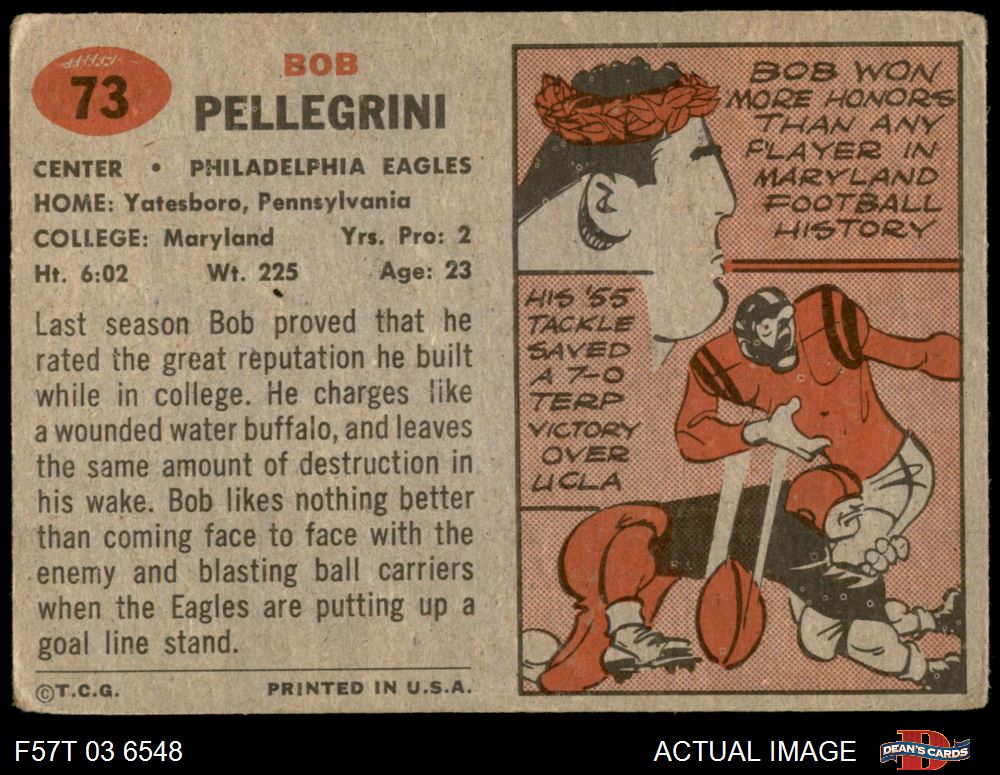 73
BOB
PELLEGRINI
CENTER • PHILADELPHIA EAGLES
HOME: Yatesboro, Pennsylvania
COLLEGE: Maryland Yrs. Pro: 2
Ht. 6:02 Wt. 225 Age: 23
Last season Bob proved that he
rated the great reputation he built
while in college. He charges like
a wounded water buffalo, and leaves
the same amount of destruction in
his wake. Bob likes nothing better
than coming face to face with the
enemy and blasting ball carriers
when the Eagles are putting up a
goal line stand.
©T.C.G. PRINTED IN U.S.A.
BOB WON
MORE HONORS
THAN ANY
PLAYER IN
MARYLAND
FOOTBALL
HISTORY
HIS '55
TACKLE
SAVED
A 7-0
TERP
VICTORY
OVER
UCLA
F57T 03 6548
ACTUAL IMAGE
D
DEAN'S CARDS